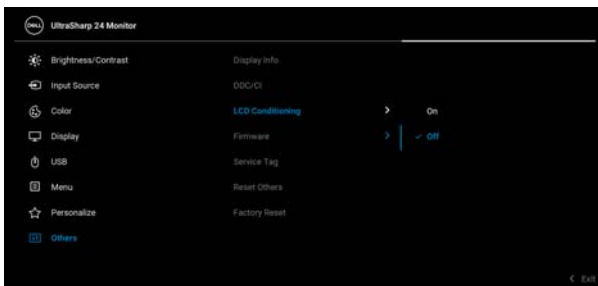 DELL UltraSharp 24 Monitor
Brightness/Contrast
Input Source
Color
Display
USB
Menu
Personalize
Others
Display Info
DDC/CI
LCD Conditioning
Firmware
Service Tag
Reset Others
Factory Reset
On
Off
Exit